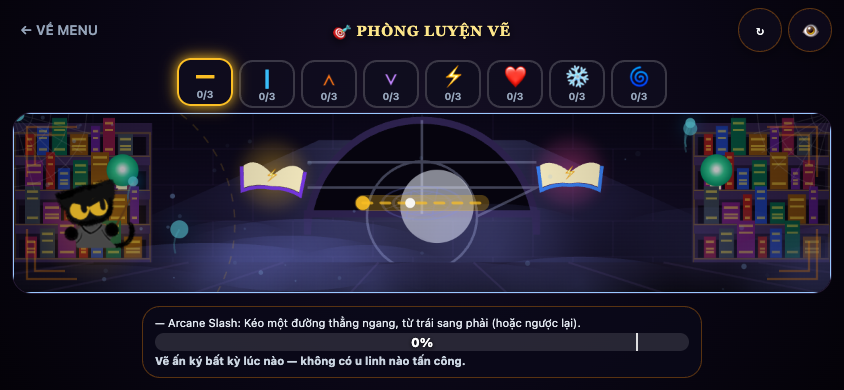 ← VỀ MENU
🎯 PHÒNG LUYỆN VẼ
0/3 0/3 0/3 0/3 0/3 0/3 0/3 0/3
— Arcane Slash: Kéo một đường thẳng ngang, từ trái sang phải (hoặc ngược lại).
0%
Vẽ ấn ký bất kỳ lúc nào — không có u linh nào tấn công.